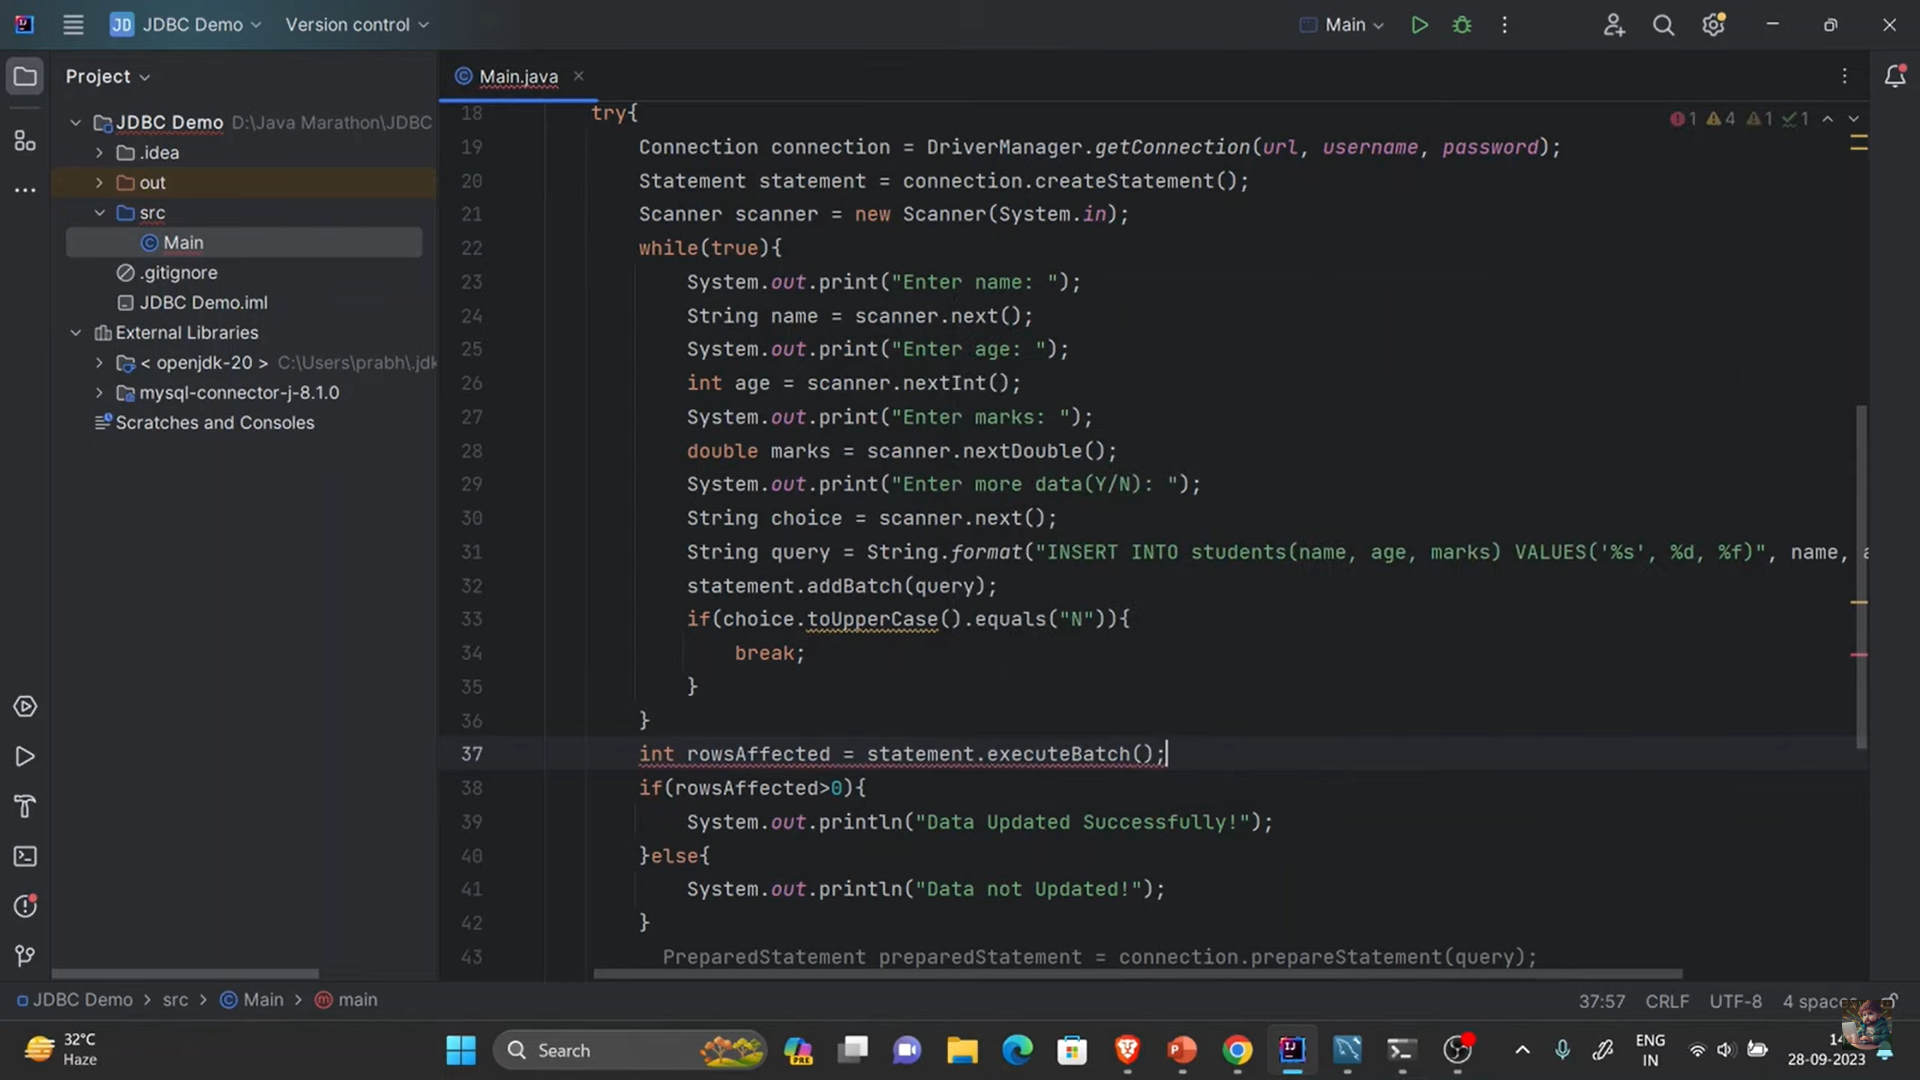 JD JDBC Demo Version control Main
Project
Main.java
JDBC Demo D:\Java Marathon\JDBC
.idea
out
src
Main
.gitignore
JDBC Demo.iml
External Libraries
< openjdk-20 > C:\Users\prabh\.jdk
mysql-connector-j-8.1.0
Scratches and Consoles
1 4 1 1
18 try{
19 Connection connection = DriverManager.getConnection(url, username, password);
20 Statement statement = connection.createStatement();
21 Scanner scanner = new Scanner(System.in);
22 while(true){
23 System.out.print("Enter name: ");
24 String name = scanner.next();
25 System.out.print("Enter age: ");
26 int age = scanner.nextInt();
27 System.out.print("Enter marks: ");
28 double marks = scanner.nextDouble();
29 System.out.print("Enter more data(Y/N): ");
30 String choice = scanner.next();
31 String query = String.format("INSERT INTO students(name, age, marks) VALUES('%s', %d, %f)", name, a
32 statement.addBatch(query);
33 if(choice.toUpperCase().equals("N")){
34 break;
35 }
36 }
37 int rowsAffected = statement.executeBatch();
38 if(rowsAffected>0){
39 System.out.println("Data Updated Successfully!");
40 }else{
41 System.out.println("Data not Updated!");
42 }
43 PreparedStatement preparedStatement = connection.prepareStatement(query);
JDBC Demo > src > Main > main 37:57 CRLF UTF-8 4 spaces
32°C
Haze
Search
PRE
ENG
IN
28-09-2023